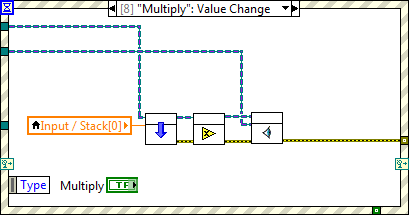 [8] "Multiply": Value Change
Input / Stack[0]
Type
Multiply
TF